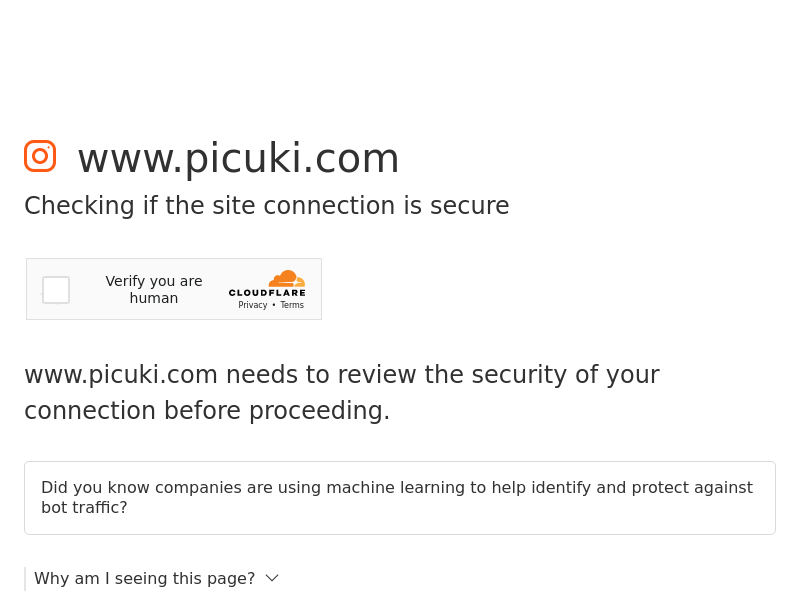 www.picuki.com
Checking if the site connection is secure
Verify you are
human
CLOUDFLARE
Privacy • Terms
www.picuki.com needs to review the security of your
connection before proceeding.
Did you know companies are using machine learning to help identify and protect against
bot traffic?
Why am I seeing this page?